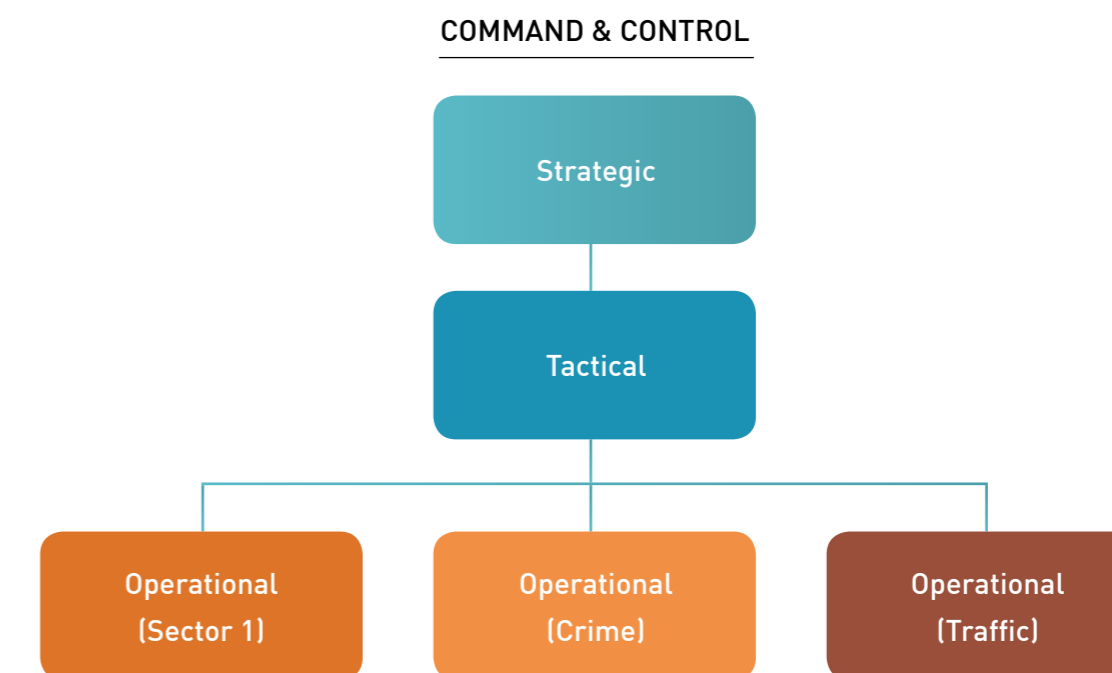 COMMAND & CONTROL
Strategic
Tactical
Operational
(Sector 1)
Operational
(Crime)
Operational
(Traffic)